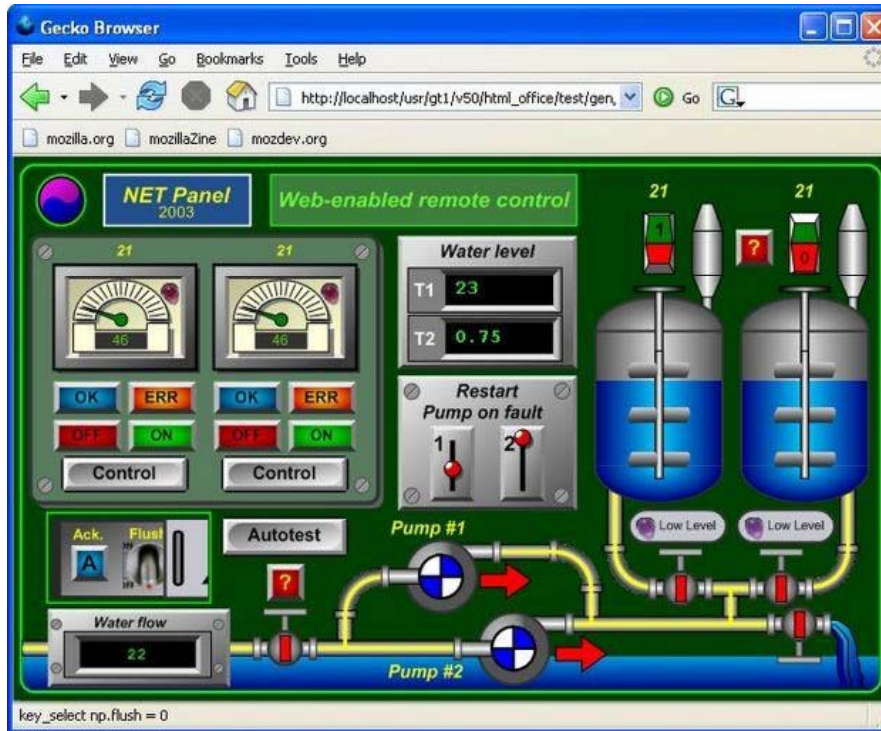 Gecko Browser
File Edit View Go Bookmarks Tools Help
http://localhost/usr/gt1/v50/html_office/test/gen, Go G
mozilla.org mozillaZine mozdev.org
NET Panel
2003
Web-enabled remote control
21 21
21 21
1
?
0
46 46
Water level
T1 23
T2 0.75
OK ERR OK ERR
OFF ON OFF ON
Control Control
Restart
Pump on fault
1 2
Ack. Flush
A ON
OFF
Autotest
Pump #1
Low Level Low Level
?
Water flow
22
Pump #2
key_select np.flush = 0